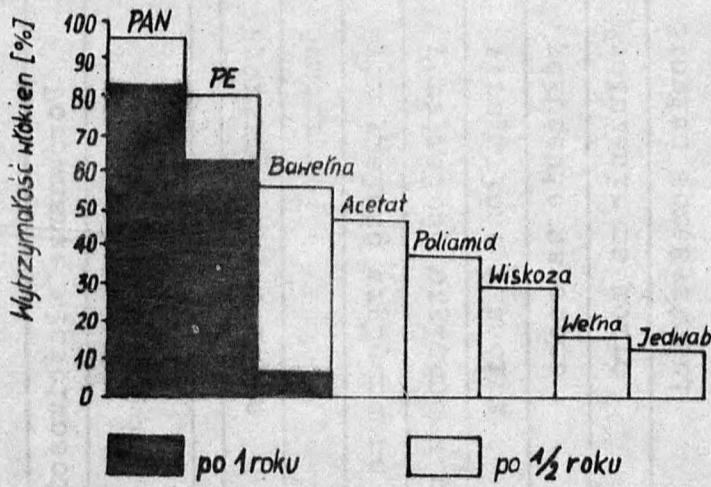 Wytrzymałość włókien [%]
100
90
80
70
60
50
40
30
20
10
0
PAN
PE
Bawełna
Acetat
Poliamid
Wiskoza
Wełna
Jedwab
po 1 roku
po 1/2 roku